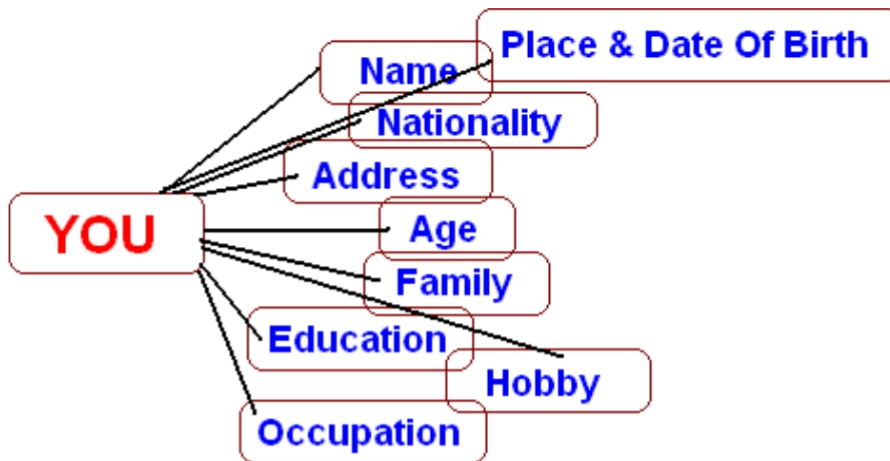 Place & Date Of Birth
Name
Nationality
Address
YOU
Age
Family
Education
Hobby
Occupation